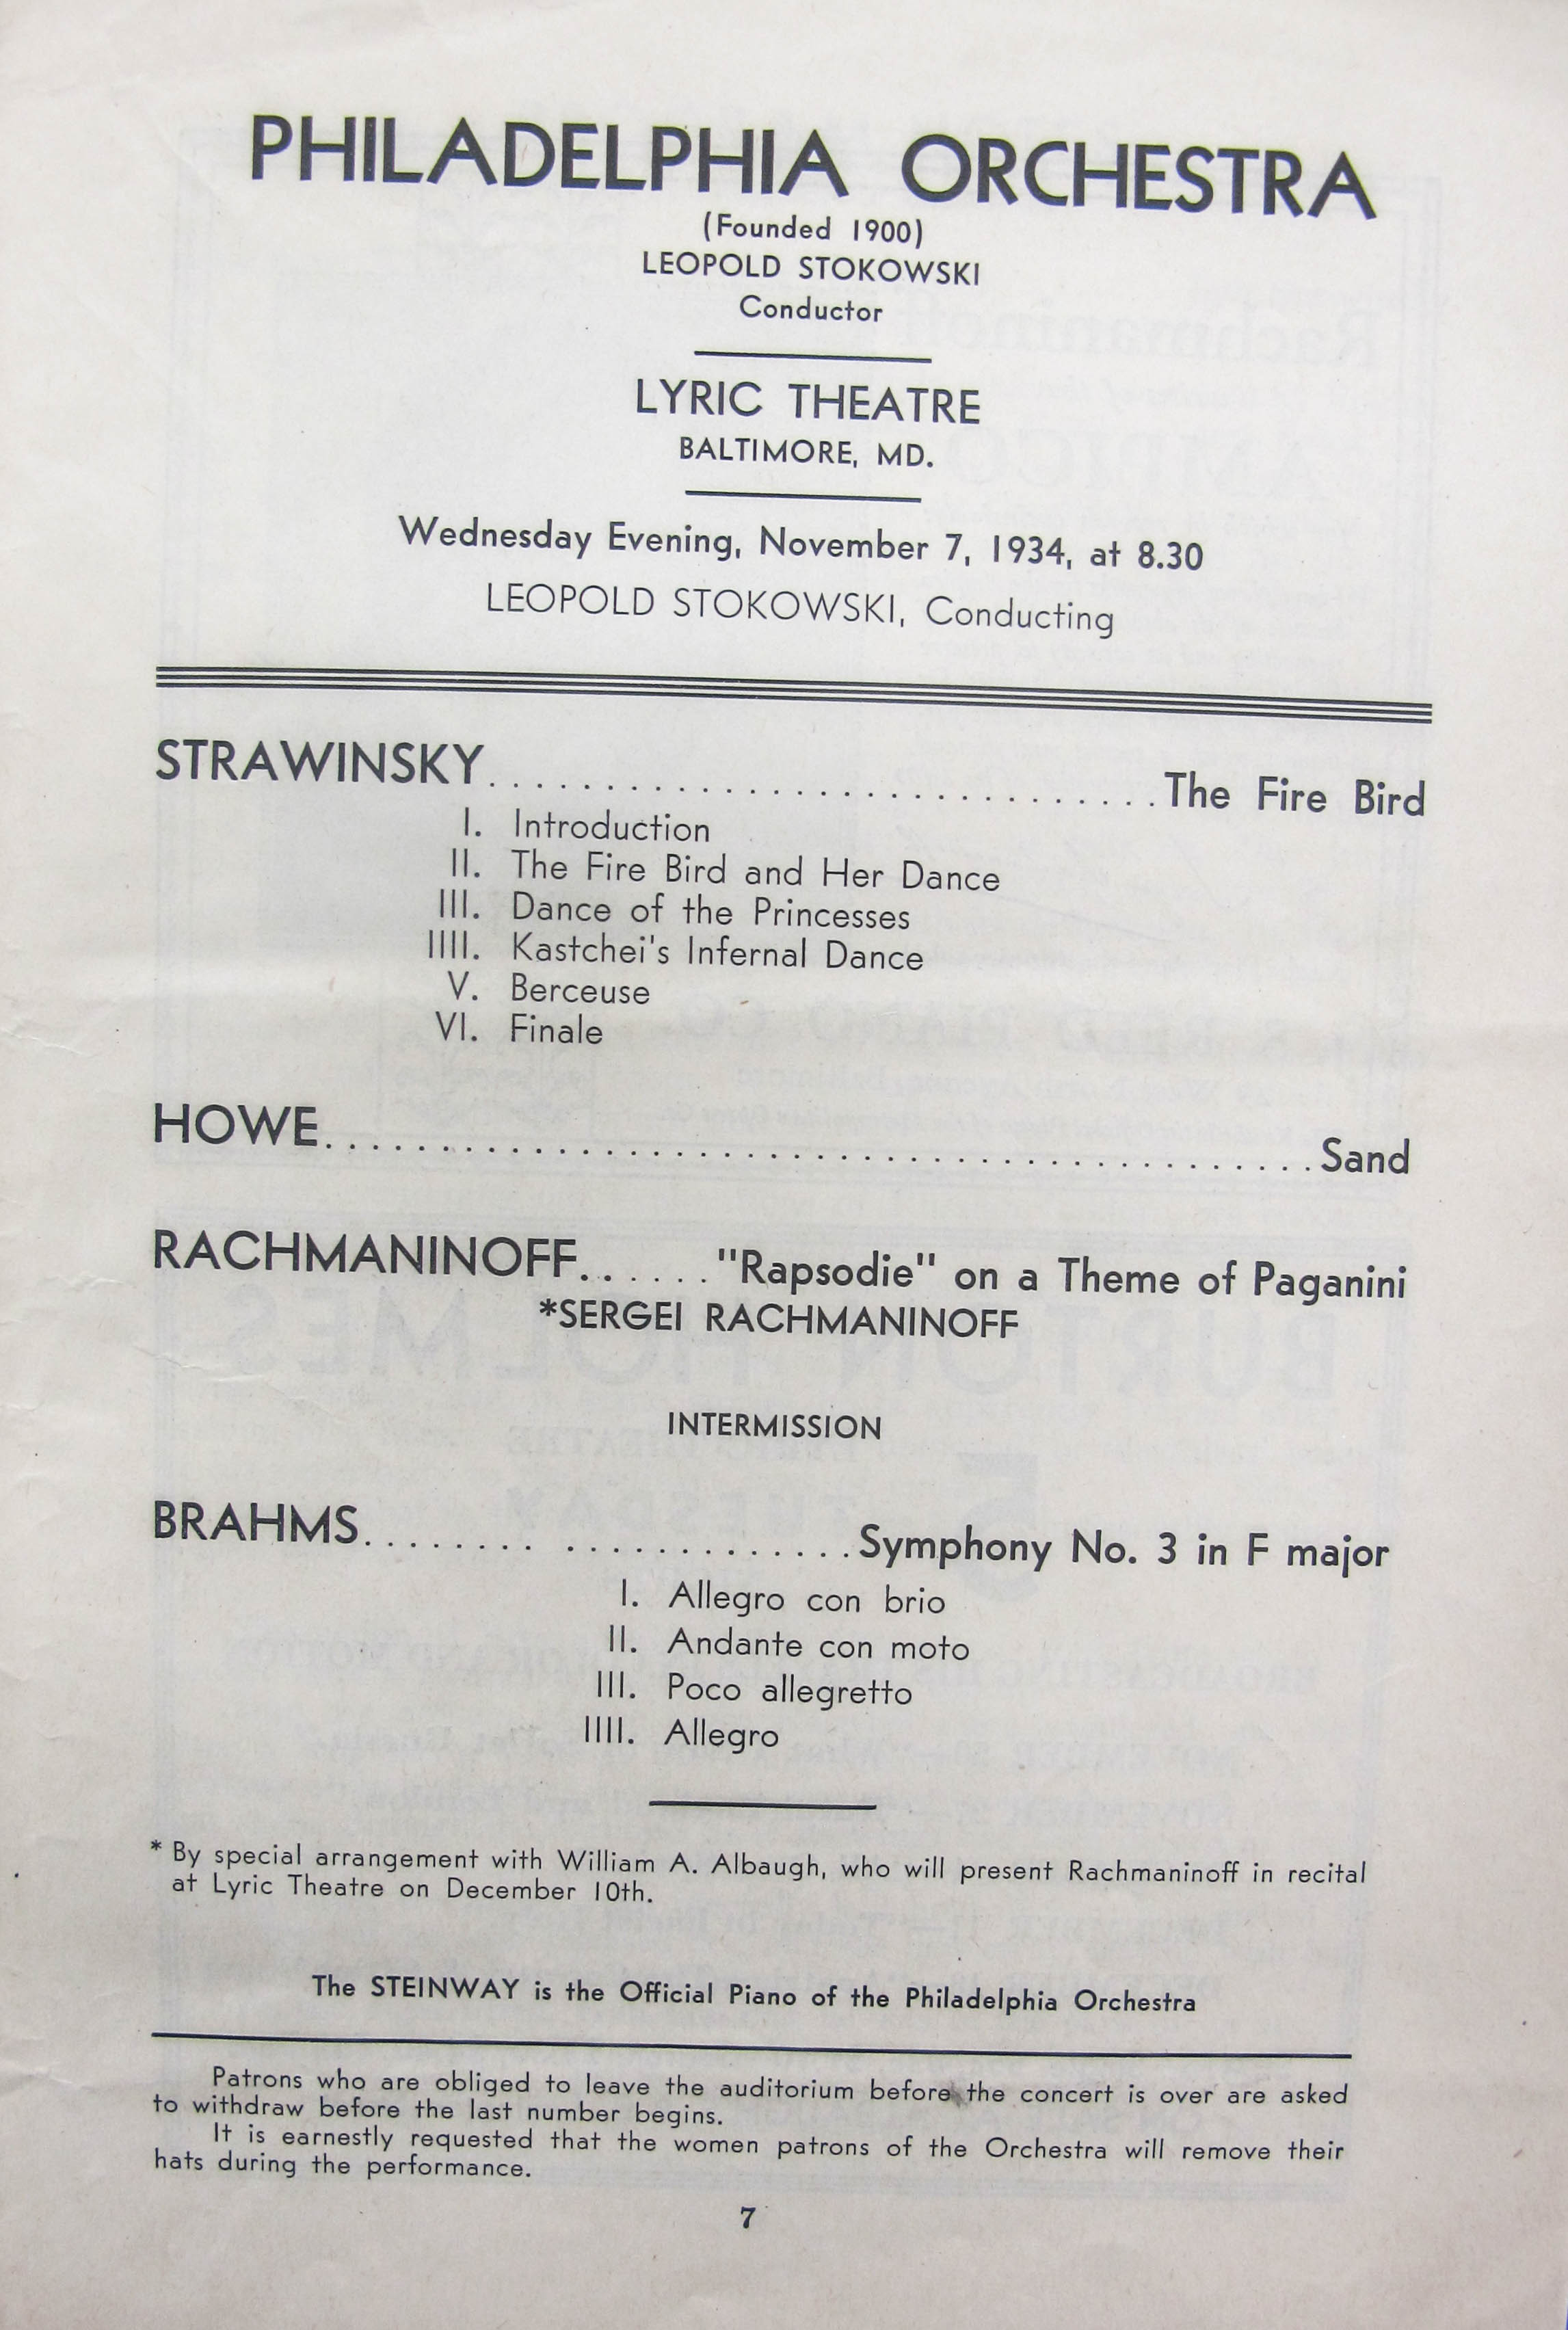 PHILADELPHIA ORCHESTRA
(Founded 1900)
LEOPOLD STOKOWSKI
Conductor
LYRIC THEATRE
BALTIMORE, MD.
Wednesday Evening, November 7, 1934, at 8.30
LEOPOLD STOKOWSKI, Conducting
STRAWINSKY.............................The Fire Bird
I. Introduction
II. The Fire Bird and Her Dance
III. Dance of the Princesses
IIII. Kastchei's Infernal Dance
V. Berceuse
VI. Finale
HOWE...........................................Sand
RACHMANINOFF......"Rapsodie" on a Theme of Paganini
*SERGEI RACHMANINOFF
INTERMISSION
BRAHMS........ .............Symphony No. 3 in F major
I. Allegro con brio
II. Andante con moto
III. Poco allegretto
IIII. Allegro
* By special arrangement with William A. Albaugh, who will present Rachmaninoff in recital
at Lyric Theatre on December 10th.
The STEINWAY is the Official Piano of the Philadelphia Orchestra
Patrons who are obliged to leave the auditorium before the concert is over are asked
to withdraw before the last number begins.
It is earnestly requested that the women patrons of the Orchestra will remove their
hats during the performance.
7